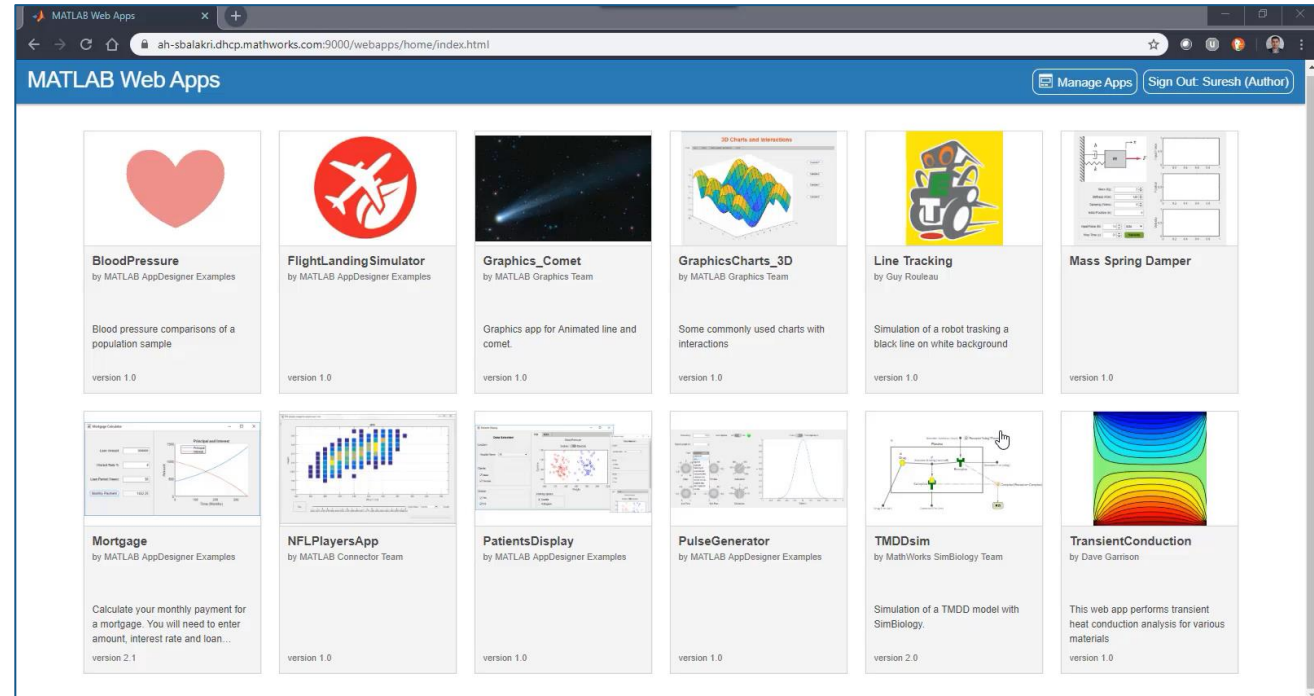 MATLAB Web Apps
ah-sbalakri.dhcp.mathworks.com:9000/webapps/home/index.html
MATLAB Web Apps
Manage Apps
Sign Out: Suresh (Author)
BloodPressure
by MATLAB AppDesigner Examples
Blood pressure comparisons of a
population sample
version 1.0
FlightLandingSimulator
by MATLAB AppDesigner Examples
version 1.0
Graphics_Comet
by MATLAB Graphics Team
Graphics app for Animated line and
comet.
version 1.0
3D Charts and Interactions
GraphicsCharts_3D
by MATLAB Graphics Team
Some commonly used charts with
interactions
version 1.0
Line Tracking
by Guy Rouleau
Simulation of a robot trasking a
black line on white background
version 1.0
Mass Spring Damper
version 1.0
Mortgage
by MATLAB AppDesigner Examples
Calculate your monthly payment for
a mortgage. You will need to enter
amount, interest rate and loan...
version 2.1
NFLPlayersApp
by MATLAB Connector Team
version 1.0
PatientsDisplay
by MATLAB AppDesigner Examples
version 1.0
PulseGenerator
by MATLAB AppDesigner Examples
version 1.0
TMDDsim
by MathWorks SimBiology Team
Simulation of a TMDD model with
SimBiology.
version 2.0
TransientConduction
by Dave Garrison
This web app performs transient
heat conduction analysis for various
materials
version 1.0